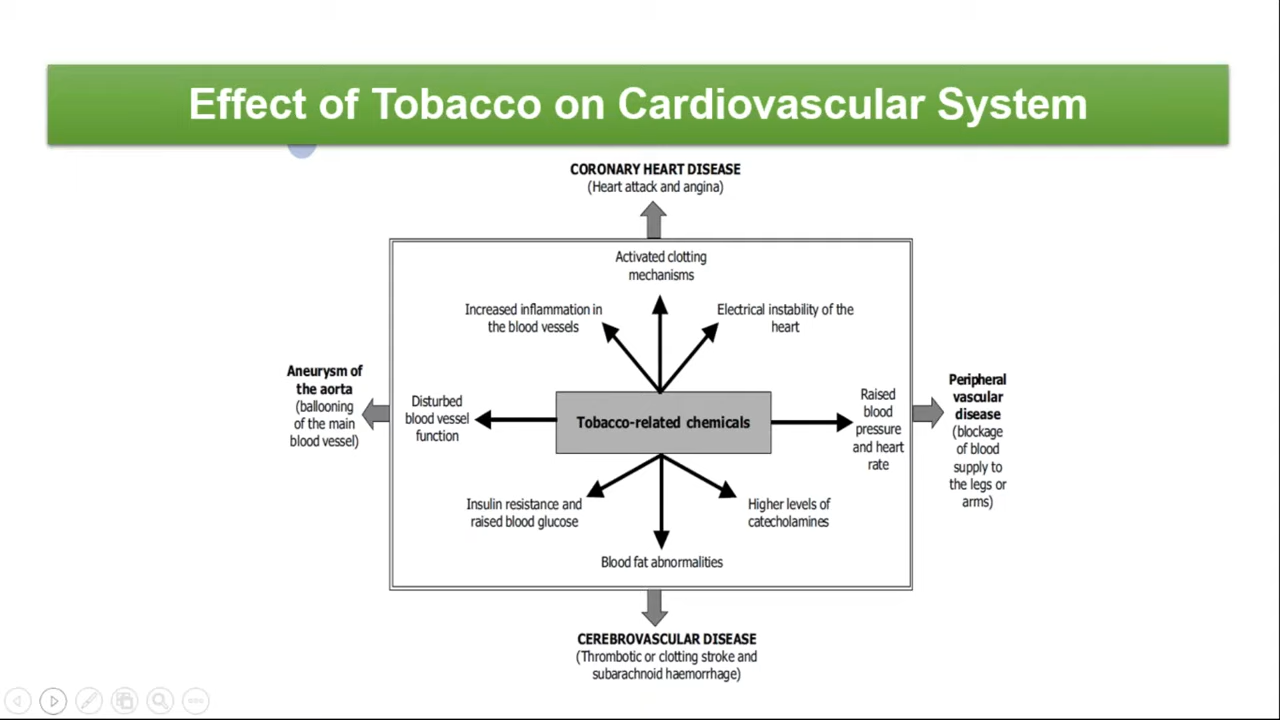 Effect of Tobacco on Cardiovascular System
CORONARY HEART DISEASE
(Heart attack and angina)
Activated clotting
mechanisms
Increased inflammation in
the blood vessels
Electrical instability of the
heart
Aneurysm of
the aorta
(ballooning
of the main
blood vessel)
Disturbed
blood vessel
function
Tobacco-related chemicals
Raised
blood
pressure
and heart
rate
Peripheral
vascular
disease
(blockage
of blood
supply to
the legs or
arms)
Insulin resistance and
raised blood glucose
Higher levels of
catecholamines
Blood fat abnormalities
CEREBROVASCULAR DISEASE
(Thrombotic or clotting stroke and
subarachnoid haemorrhage)